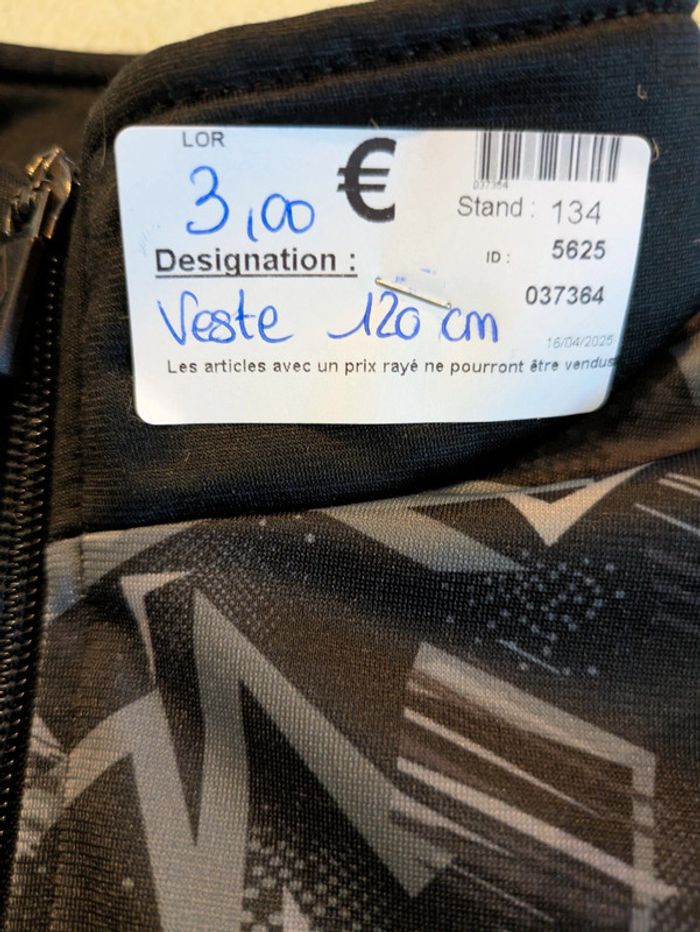 LOR
037364
3,00 €
Stand : 134
Designation :
ID : 5625
037364
Veste 120 cm
16/04/2025
Les articles avec un prix rayé ne pourront être vendus